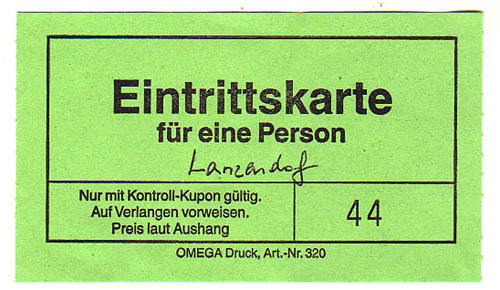 Eintrittskarte
für eine Person
Lanzendorf
Nur mit Kontroll-Kupon gültig.
Auf Verlangen vorweisen.
Preis laut Aushang
44
OMEGA Druck, Art.-Nr. 320